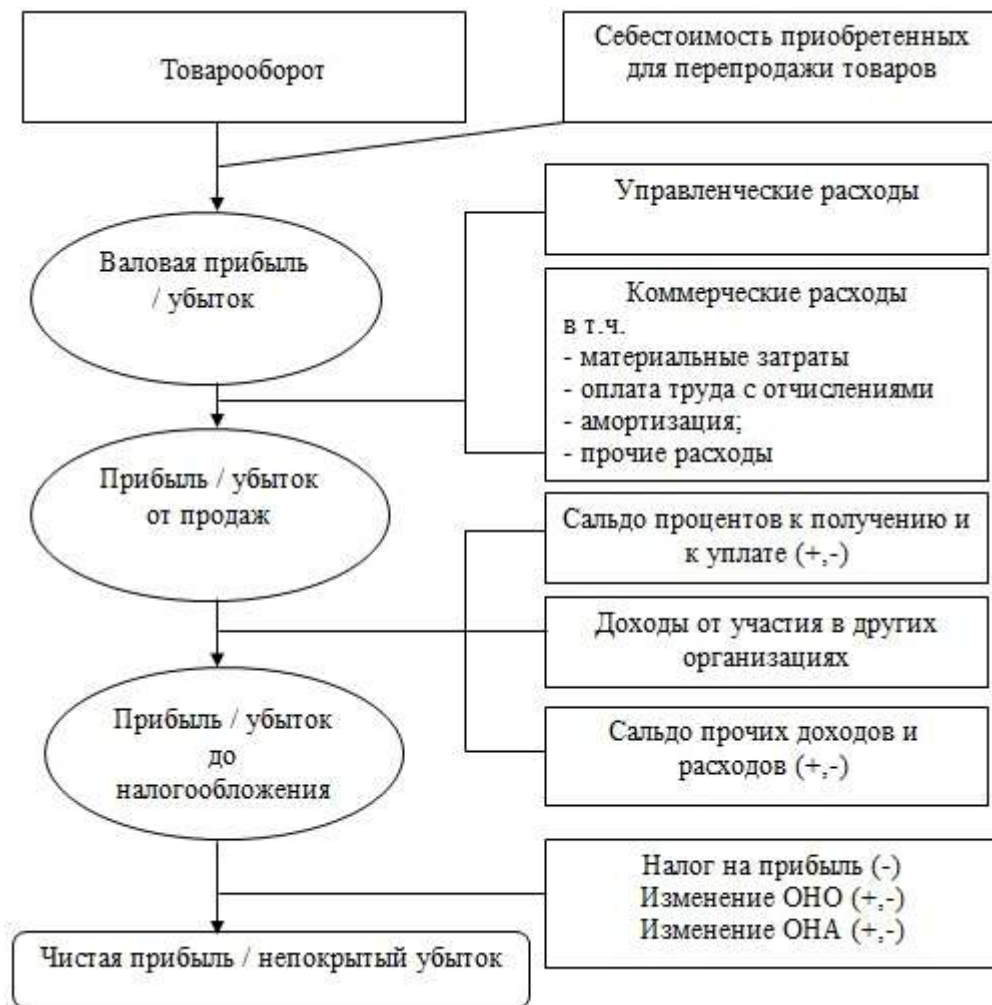 Товарооборот
Себестоимость приобретенных
для перепродажи товаров
Управленческие расходы
Валовая прибыль
/ убыток
Коммерческие расходы
в т.ч.
- материальные затраты
- оплата труда с отчислениями
- амортизация;
- прочие расходы
Прибыль / убыток
от продаж
Сальдо процентов к получению и
к уплате (+,-)
Доходы от участия в других
организациях
Прибыль / убыток
до
налогообложения
Сальдо прочих доходов и
расходов (+,-)
Налог на прибыль (-)
Изменение ОНО (+,-)
Изменение ОНА (+,-)
Чистая прибыль / непокрытый убыток